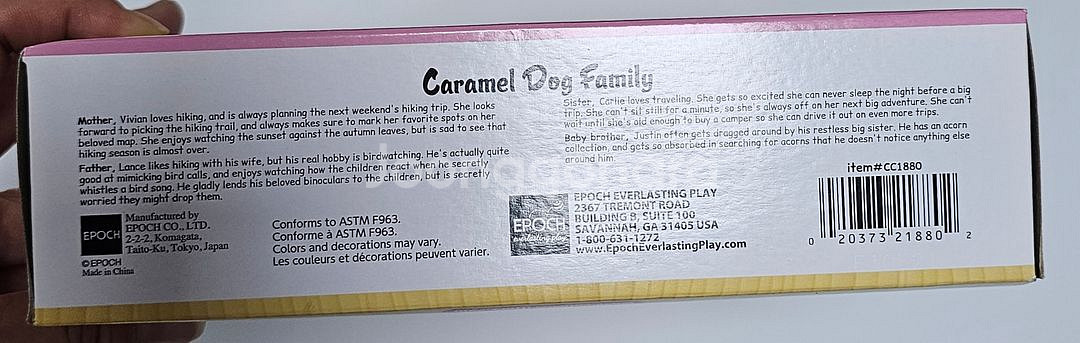 Caramel Dog Family
Mother, Vivian loves hiking, and is always planning the next weekend's hiking trip. She looks
forward to picking the hiking trail, and always makes sure to mark her favorite spots on her
beloved map. She enjoys watching the sunset against the autumn leaves, but is sad to see that
hiking season is almost over.
Father, Lance likes hiking with his wife, but his real hobby is birdwatching. He's actually quite
good at mimicking bird calls, and enjoys watching how the children react when he secretly
whistles a bird song. He gladly lends his beloved binoculars to the children, but is secretly
worried they might drop them.
Sister, Carlie loves traveling. She gets so excited she can never sleep the night before a big
trip. She can't sit still for a minute, so she's always off on her next big adventure. She can't
wait until she's old enough to buy a camper so she can drive it out on even more trips.
Baby brother, Justin often gets dragged around by his restless big sister. He has an acorn
collection, and gets so absorbed in searching for acorns that he doesn't notice anything else
around him.
EPOCH
Manufactured by
EPOCH CO., LTD.
2-2-2, Komagata,
Taito-Ku, Tokyo, Japan
©EPOCH
Made in China
Conforms to ASTM F963.
Conforme à ASTM F963.
Colors and decorations may vary.
Les couleurs et décorations peuvent varier.
EPOCH
everlasting play
EPOCH EVERLASTING PLAY
2367 TREMONT ROAD
BUILDING B, SUITE 100
SAVANNAH, GA 31405 USA
1-800-631-1272
www.EpochEverlastingPlay.com
item#CC1880
0 20373 21880 2